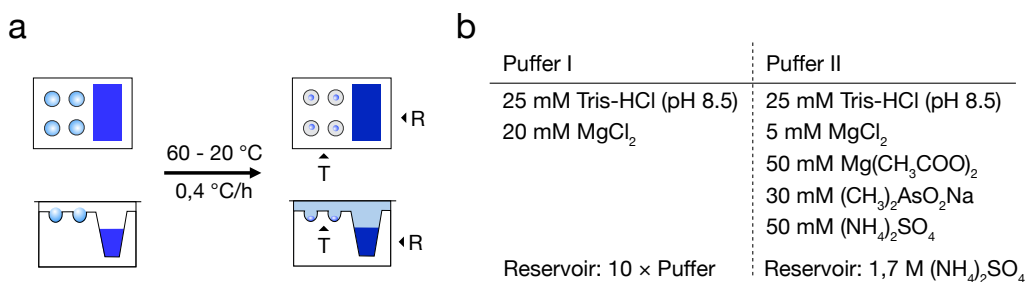 a
60 - 20 °C
0,4 °C/h
R
T
T
R
b
Puffer I
Puffer II
25 mM Tris-HCl (pH 8.5)
25 mM Tris-HCl (pH 8.5)
20 mM MgCl₂
5 mM MgCl₂
50 mM Mg(CH₃COO)₂
30 mM (CH₃)₂AsO₂Na
50 mM (NH₄)₂SO₄
Reservoir: 10 × Puffer
Reservoir: 1,7 M (NH₄)₂SO₄